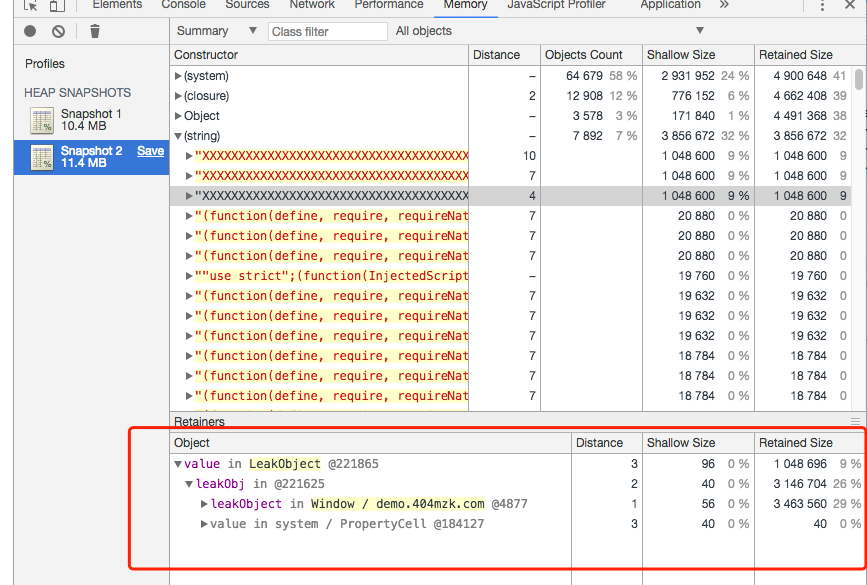 Elements Console Sources Network Performance Memory JavaScript Profiler Application »
Summary ▼ Class filter All objects ▼
Profiles
HEAP SNAPSHOTS
Snapshot 1
10.4 MB
Snapshot 2 Save
11.4 MB
Constructor Distance Objects Count Shallow Size Retained Size
▶(system) – 64 679 58 % 2 931 952 24 % 4 900 648 41
▶(closure) 2 12 908 12 % 776 152 6 % 4 662 408 39
▶Object – 3 578 3 % 171 840 1 % 4 491 368 38
▼(string) – 7 892 7 % 3 856 672 32 % 3 856 672 32
▶"XXXXXXXXXXXXXXXXXXXXXXXXXXXXXXXXXXX 10 1 048 600 9 % 1 048 600 9
▶"XXXXXXXXXXXXXXXXXXXXXXXXXXXXXXXXXXX 7 1 048 600 9 % 1 048 600 9
▶"XXXXXXXXXXXXXXXXXXXXXXXXXXXXXXXXXXX 4 1 048 600 9 % 1 048 600 9
▶"(function(define, require, requireNat 7 20 880 0 % 20 880 0
▶"(function(define, require, requireNat 7 20 880 0 % 20 880 0
▶"(function(define, require, requireNat 7 20 880 0 % 20 880 0
▶""use strict";(function(InjectedScript – 19 760 0 % 19 760 0
▶"(function(define, require, requireNat 7 19 632 0 % 19 632 0
▶"(function(define, require, requireNat 7 19 632 0 % 19 632 0
▶"(function(define, require, requireNat 7 19 632 0 % 19 632 0
▶"(function(define, require, requireNat 7 18 784 0 % 18 784 0
▶"(function(define, require, requireNat 7 18 784 0 % 18 784 0
▶"(function(define, require, requireNat 7 18 784 0 % 18 784 0
Retainers
Object Distance Shallow Size Retained Size
▼value in LeakObject @221865 3 96 0 % 1 048 696 9 %
▼leakObj in @221625 2 40 0 % 3 146 704 26 %
▶leakObject in Window / demo.404mzk.com @4877 1 56 0 % 3 463 560 29 %
▶value in system / PropertyCell @184127 3 40 0 % 40 0 %